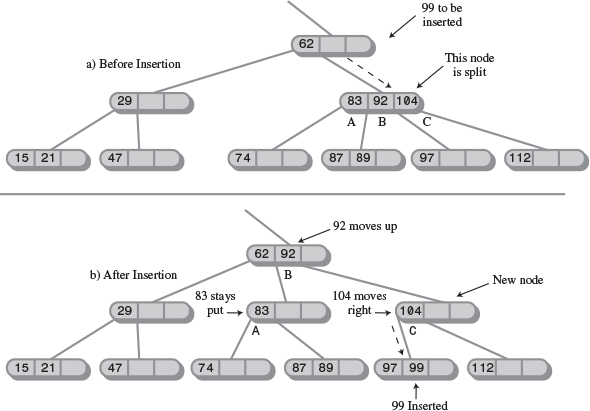 99 to be
inserted
62
a) Before Insertion
This node
is split
29
83 92 104
A B C
15 21
47
74
87 89
97
112
92 moves up
62 92
B
b) After Insertion
New node
83 stays
put
104 moves
right
29
83
104
A
C
15 21
47
74
87 89
97 99
112
99 Inserted